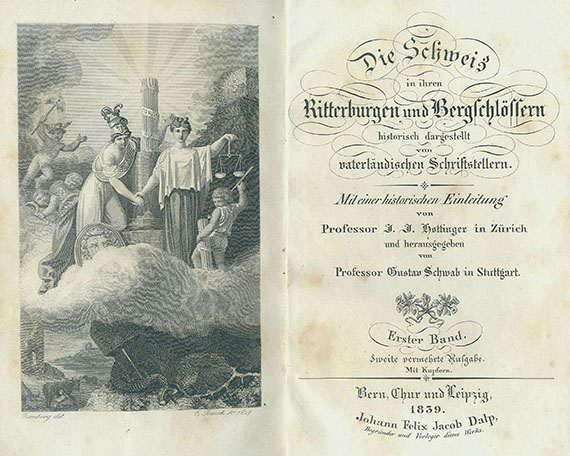 Die Schweiz
in ihren
Ritterburgen und Bergschlössern
historisch dargestellt
von
vaterländischen Schriftstellern.
Mit einer historischen Einleitung
von
Professor J. J. Hottinger in Zürich
und herausgegeben
von
Professor Gustav Schwab in Stuttgart.
Erster Band.
Zweite vermehrte Ausgabe.
Mit Kupfern.
Bern, Chur und Leipzig,
1839.
Johann Felix Jacob Dalp,
Begründer und Verleger dieses Werks.
del.